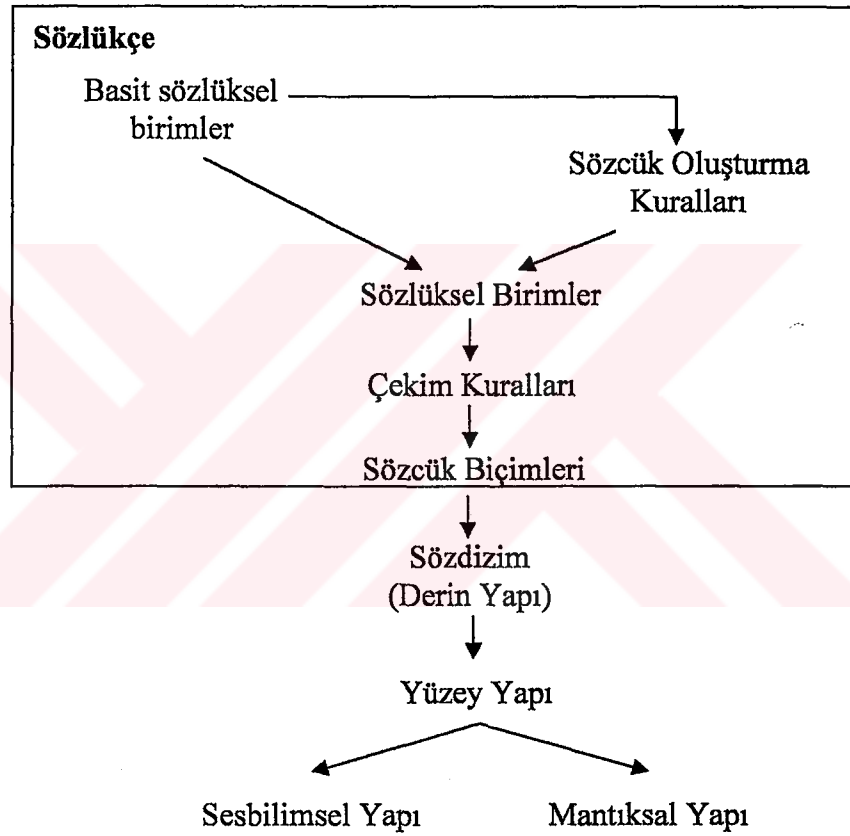 Sözlükçe
Basit sözlüksel
birimler
Sözcük Oluşturma
Kuralları
Sözlüksel Birimler
Çekim Kuralları
Sözcük Biçimleri
Sözdizim
(Derin Yapı)
Yüzey Yapı
Sesbilimsel Yapı
Mantıksal Yapı